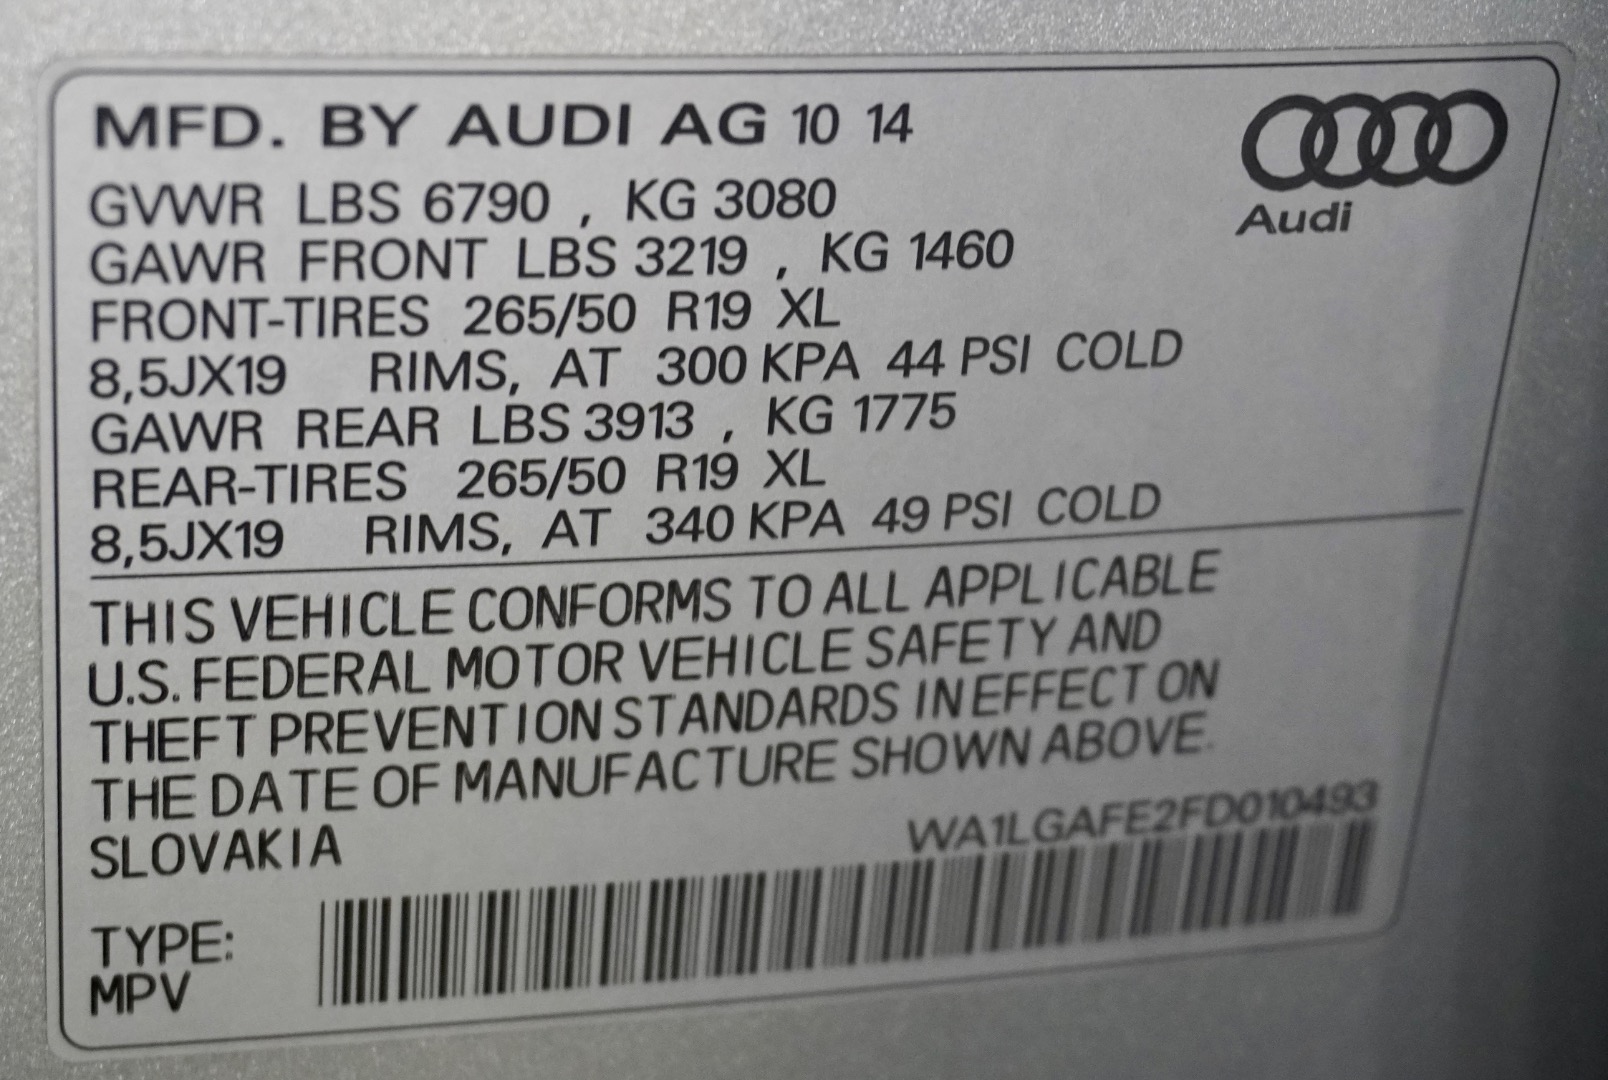 MFD. BY AUDI AG 10 14
GVWR LBS 6790 , KG 3080
GAWR FRONT LBS 3219 , KG 1460
FRONT-TIRES 265/50 R19 XL
8,5JX19 RIMS, AT 300 KPA 44 PSI COLD
GAWR REAR LBS 3913 , KG 1775
REAR-TIRES 265/50 R19 XL
8,5JX19 RIMS, AT 340 KPA 49 PSI COLD
Audi
THIS VEHICLE CONFORMS TO ALL APPLICABLE
U.S. FEDERAL MOTOR VEHICLE SAFETY AND
THEFT PREVENTION STANDARDS IN EFFECT ON
THE DATE OF MANUFACTURE SHOWN ABOVE.
SLOVAKIA
WA1LGAFE2FD010493
TYPE:
MPV